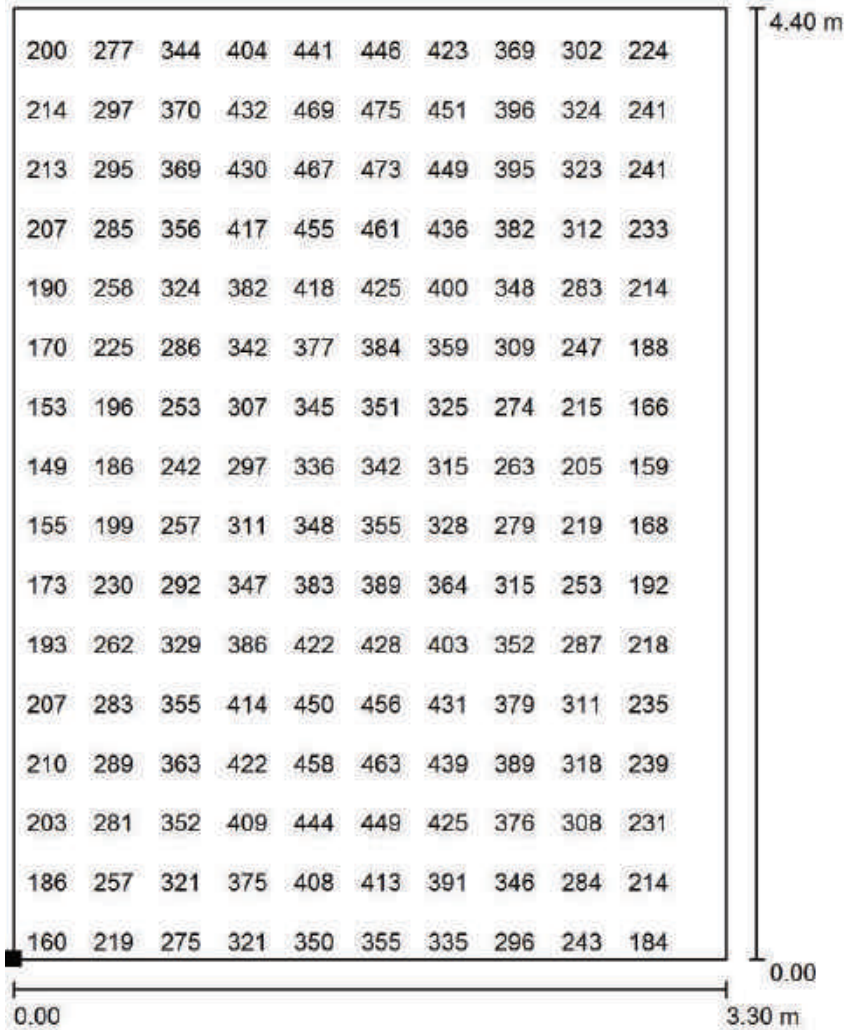 4.40 m
200 277 344 404 441 446 423 369 302 224
214 297 370 432 469 475 451 396 324 241
213 295 369 430 467 473 449 395 323 241
207 285 356 417 455 461 436 382 312 233
190 258 324 382 418 425 400 348 283 214
170 225 286 342 377 384 359 309 247 188
153 196 253 307 345 351 325 274 215 166
149 186 242 297 336 342 315 263 205 159
155 199 257 311 348 355 328 279 219 168
173 230 292 347 383 389 364 315 253 192
193 262 329 386 422 428 403 352 287 218
207 283 355 414 450 456 431 379 311 235
210 289 363 422 458 463 439 389 318 239
203 281 352 409 444 449 425 376 308 231
186 257 321 375 408 413 391 346 284 214
160 219 275 321 350 355 335 296 243 184
0.00
0.00 3.30 m